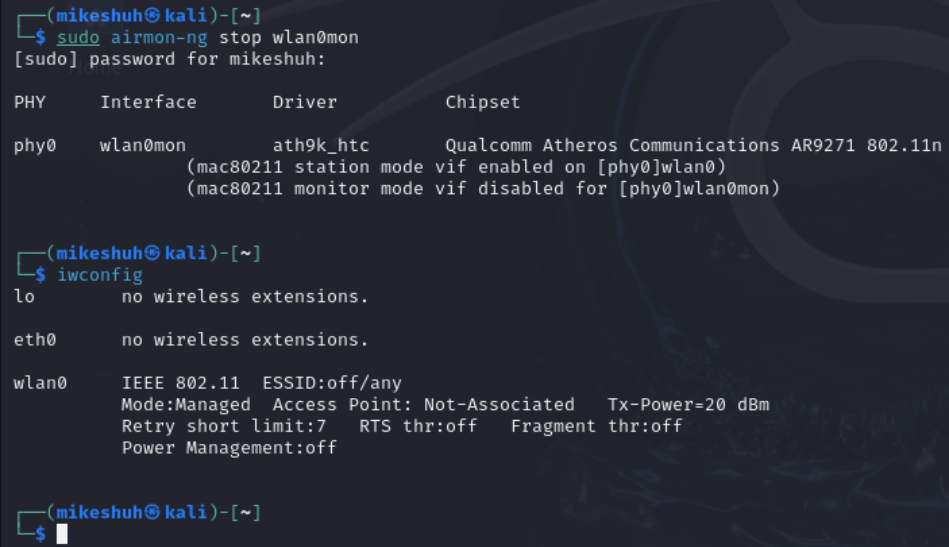 ┌──(mikeshuh㉿kali)-[~]
└─$ sudo airmon-ng stop wlan0mon
[sudo] password for mikeshuh:
PHY     Interface       Driver          Chipset
phy0    wlan0mon        ath9k_htc       Qualcomm Atheros Communications AR9271 802.11n
(mac80211 station mode vif enabled on [phy0]wlan0)
(mac80211 monitor mode vif disabled for [phy0]wlan0mon)
┌──(mikeshuh㉿kali)-[~]
└─$ iwconfig
lo        no wireless extensions.
eth0      no wireless extensions.
wlan0     IEEE 802.11  ESSID:off/any
Mode:Managed  Access Point: Not-Associated   Tx-Power=20 dBm
Retry short limit:7   RTS thr:off   Fragment thr:off
Power Management:off
┌──(mikeshuh㉿kali)-[~]
└─$